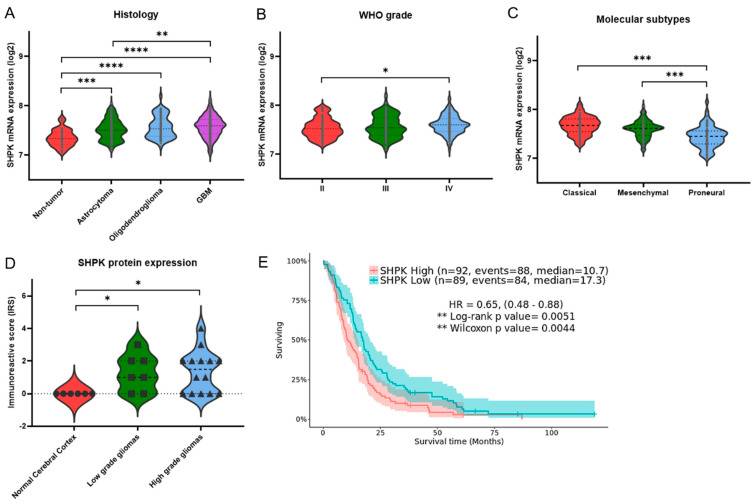 A
Histology
SHPK mRNA expression (log2)
9
8
7
**
****
****
***
Non-tumor
Astrocytoma
Oligodendroglioma
GBM
B
WHO grade
SHPK mRNA expression (log2)
9
8
7
*
II
III
IV
C
Molecular subtypes
SHPK mRNA expression (log2)
9
8
7
***
***
Classical
Mesenchymal
Proneural
D
SHPK protein expression
Immunoreactive score (IRS)
6
4
2
0
-2
*
*
Normal Cerebral Cortex
Low grade gliomas
High grade gliomas
E
SHPK High (n=92, events=88, median=10.7)
SHPK Low (n=89, events=84, median=17.3)
HR = 0.65, (0.48 - 0.88)
** Log-rank p value= 0.0051
** Wilcoxon p value= 0.0044
Surviving
100%
75%
50%
25%
0%
0
25
50
75
100
Survival time (Months)